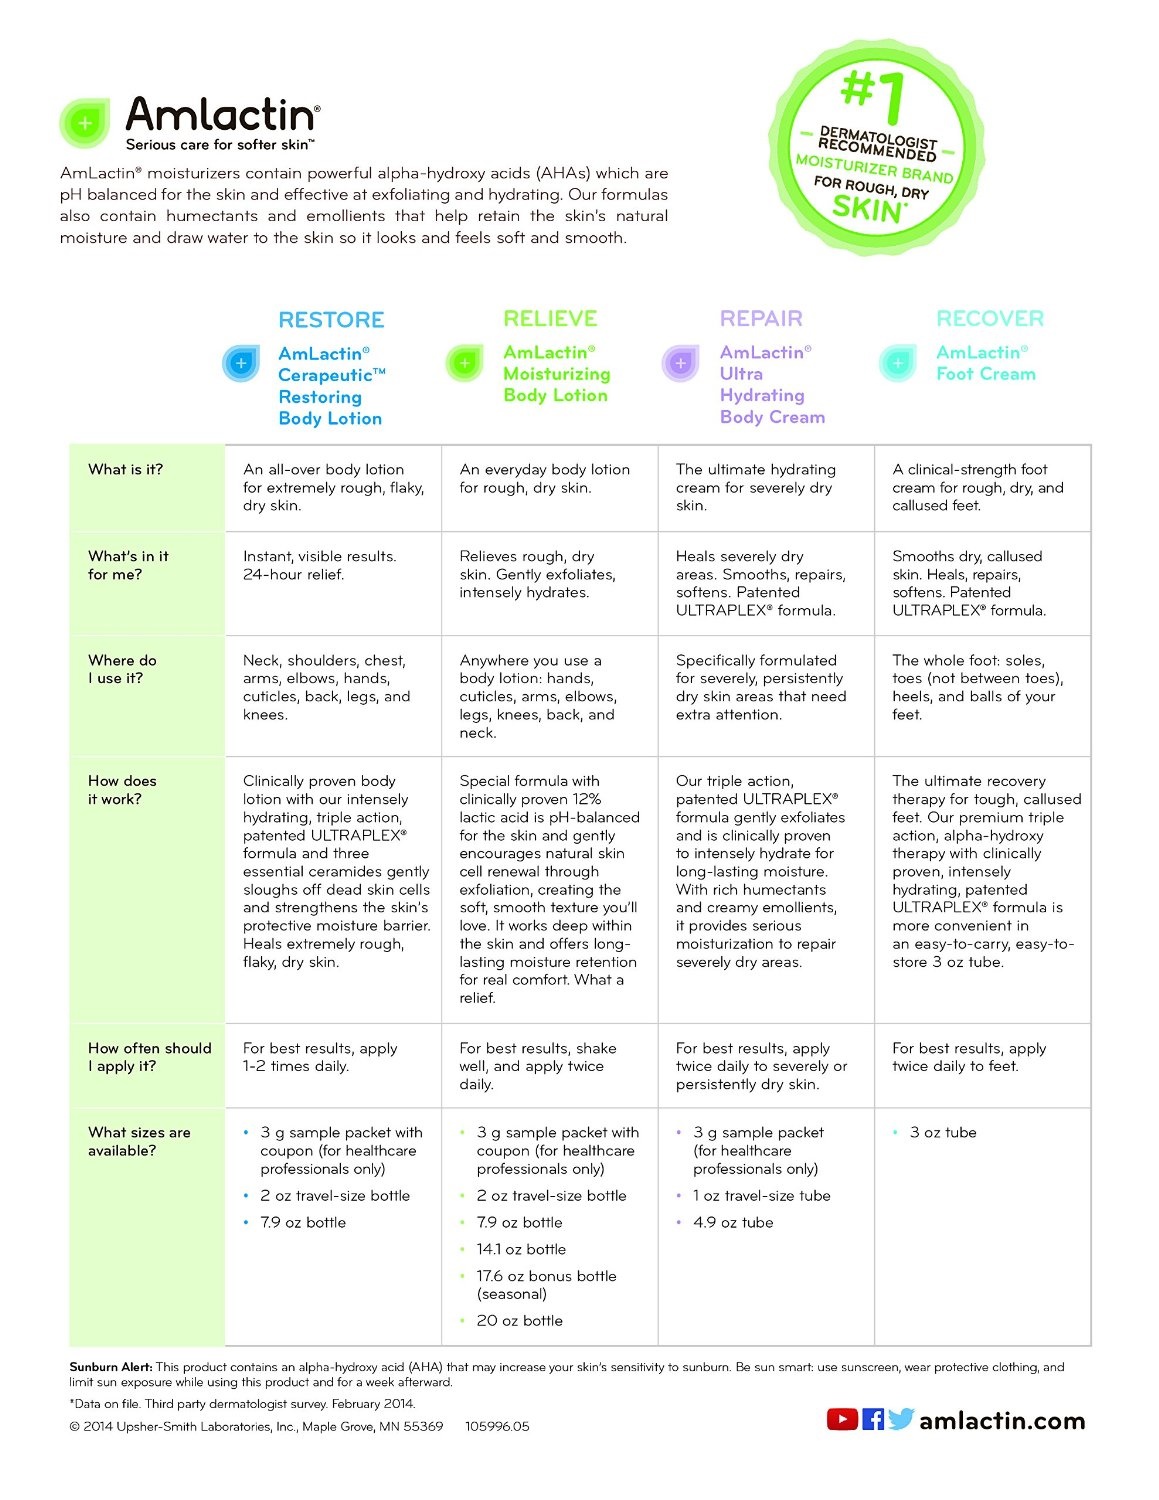 Amlactin®
Serious care for softer skin™
AmLactin® moisturizers contain powerful alpha-hydroxy acids (AHAs) which are
pH balanced for the skin and effective at exfoliating and hydrating. Our formulas
also contain humectants and emollients that help retain the skin's natural
moisture and draw water to the skin so it looks and feels soft and smooth.
#1
DERMATOLOGIST
RECOMMENDED
MOISTURIZER BRAND
FOR ROUGH, DRY
SKIN*
RESTORE
AmLactin®
Cerapeutic™
Restoring
Body Lotion
RELIEVE
AmLactin®
Moisturizing
Body Lotion
REPAIR
AmLactin®
Ultra
Hydrating
Body Cream
RECOVER
AmLactin®
Foot Cream
What is it?
An all-over body lotion
for extremely rough, flaky,
dry skin.
An everyday body lotion
for rough, dry skin.
The ultimate hydrating
cream for severely dry
skin.
A clinical-strength foot
cream for rough, dry, and
callused feet.
What's in it
for me?
Instant, visible results.
24-hour relief.
Relieves rough, dry
skin. Gently exfoliates,
intensely hydrates.
Heals severely dry
areas. Smooths, repairs,
softens. Patented
ULTRAPLEX® formula.
Smooths dry, callused
skin. Heals, repairs,
softens. Patented
ULTRAPLEX® formula.
Where do
I use it?
Neck, shoulders, chest,
arms, elbows, hands,
cuticles, back, legs, and
knees.
Anywhere you use a
body lotion: hands,
cuticles, arms, elbows,
legs, knees, back, and
neck.
Specifically formulated
for severely, persistently
dry skin areas that need
extra attention.
The whole foot: soles,
toes (not between toes),
heels, and balls of your
feet.
How does
it work?
Clinically proven body
lotion with our intensely
hydrating, triple action,
patented ULTRAPLEX®
formula and three
essential ceramides gently
sloughs off dead skin cells
and strengthens the skin's
protective moisture barrier.
Heals extremely rough,
flaky, dry skin.
Special formula with
clinically proven 12%
lactic acid is pH-balanced
for the skin and gently
encourages natural skin
cell renewal through
exfoliation, creating the
soft, smooth texture you'll
love. It works deep within
the skin and offers long-
lasting moisture retention
for real comfort. What a
relief.
Our triple action,
patented ULTRAPLEX®
formula gently exfoliates
and is clinically proven
to intensely hydrate for
long-lasting moisture.
With rich humectants
and creamy emollients,
it provides serious
moisturization to repair
severely dry areas.
The ultimate recovery
therapy for tough, callused
feet. Our premium triple
action, alpha-hydroxy
therapy with clinically
proven, intensely
hydrating, patented
ULTRAPLEX® formula is
more convenient in
an easy-to-carry, easy-to-
store 3 oz tube.
How often should
I apply it?
For best results, apply
1-2 times daily.
For best results, shake
well, and apply twice
daily.
For best results, apply
twice daily to severely or
persistently dry skin.
For best results, apply
twice daily to feet.
What sizes are
available?
• 3 g sample packet with
coupon (for healthcare
professionals only)
• 2 oz travel-size bottle
• 7.9 oz bottle
• 3 g sample packet with
coupon (for healthcare
professionals only)
• 2 oz travel-size bottle
• 7.9 oz bottle
• 14.1 oz bottle
• 17.6 oz bonus bottle
(seasonal)
• 20 oz bottle
• 3 g sample packet
(for healthcare
professionals only)
• 1 oz travel-size tube
• 4.9 oz tube
• 3 oz tube
Sunburn Alert: This product contains an alpha-hydroxy acid (AHA) that may increase your skin's sensitivity to sunburn. Be sun smart: use sunscreen, wear protective clothing, and
limit sun exposure while using this product and for a week afterward.
*Data on file. Third party dermatologist survey. February 2014.
© 2014 Upsher-Smith Laboratories, Inc., Maple Grove, MN 55369 105996.05
amlactin.com